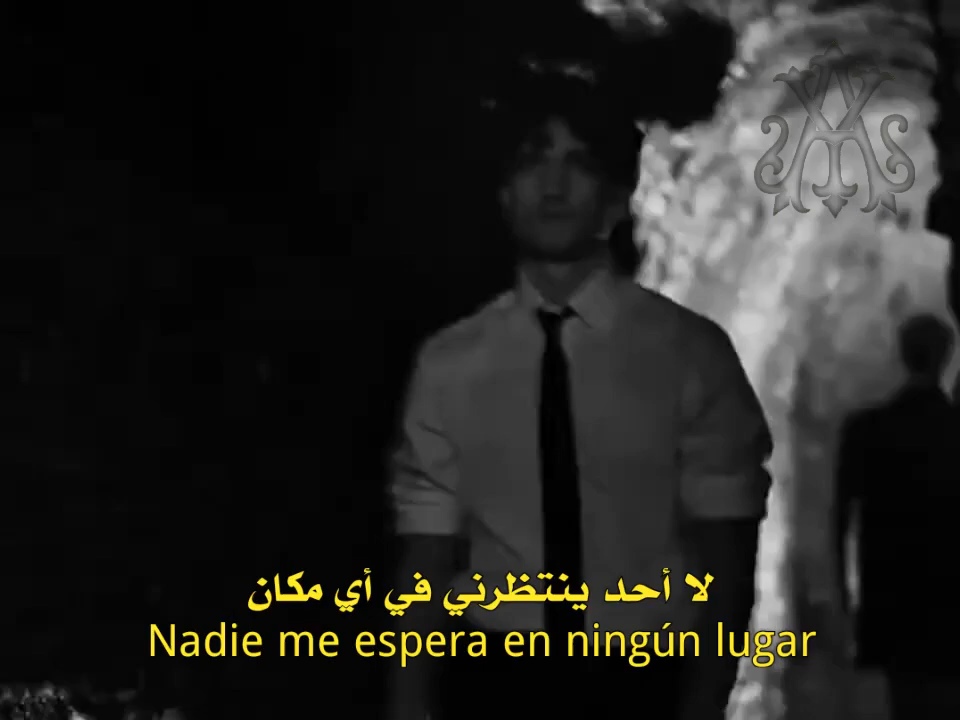 لا أحد ينتظرني في أي مكان
Nadie me espera en ningún lugar